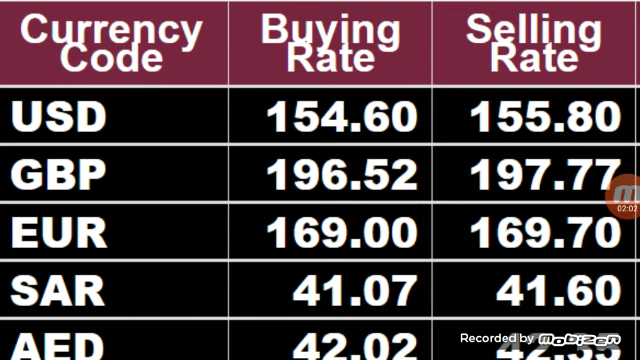 Currency Code Buying Rate Selling Rate
USD 154.60 155.80
GBP 196.52 197.77
EUR 169.00 169.70
SAR 41.07 41.60
AED 42.02
02:02
Recorded by MOBIZEN